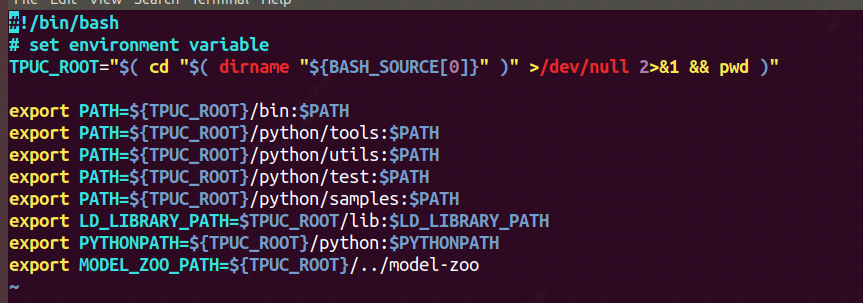 File Edit View Search Terminal Help
#!/bin/bash
# set environment variable
TPUC_ROOT="$( cd "$( dirname "${BASH_SOURCE[0]}" )" >/dev/null 2>&1 && pwd )"
export PATH=${TPUC_ROOT}/bin:$PATH
export PATH=${TPUC_ROOT}/python/tools:$PATH
export PATH=${TPUC_ROOT}/python/utils:$PATH
export PATH=${TPUC_ROOT}/python/test:$PATH
export PATH=${TPUC_ROOT}/python/samples:$PATH
export LD_LIBRARY_PATH=$TPUC_ROOT/lib:$LD_LIBRARY_PATH
export PYTHONPATH=${TPUC_ROOT}/python:$PYTHONPATH
export MODEL_ZOO_PATH=${TPUC_ROOT}/../model-zoo
~